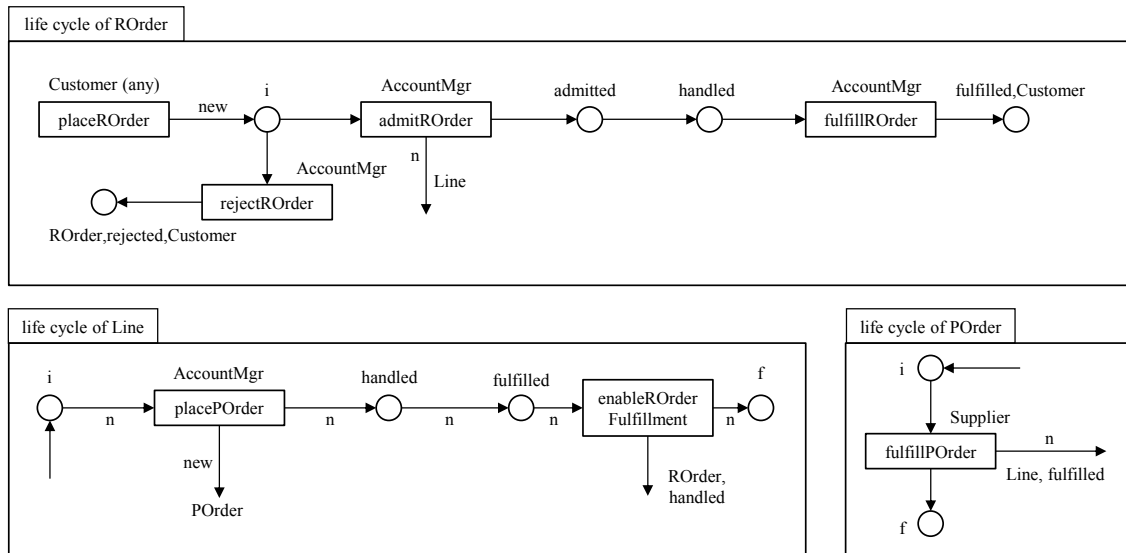 life cycle of ROrder
Customer (any)
placeROrder
new
i
AccountMgr
admitROrder
n
Line
admitted
handled
AccountMgr
fulfillROrder
fulfilled,Customer
AccountMgr
rejectROrder
ROrder,rejected,Customer
life cycle of Line
i
n
AccountMgr
placePOrder
new
POrder
n
handled
n
fulfilled
n
enableROrder
Fulfillment
n
f
ROrder,
handled
life cycle of POrder
i
Supplier
fulfillPOrder
n
Line, fulfilled
f